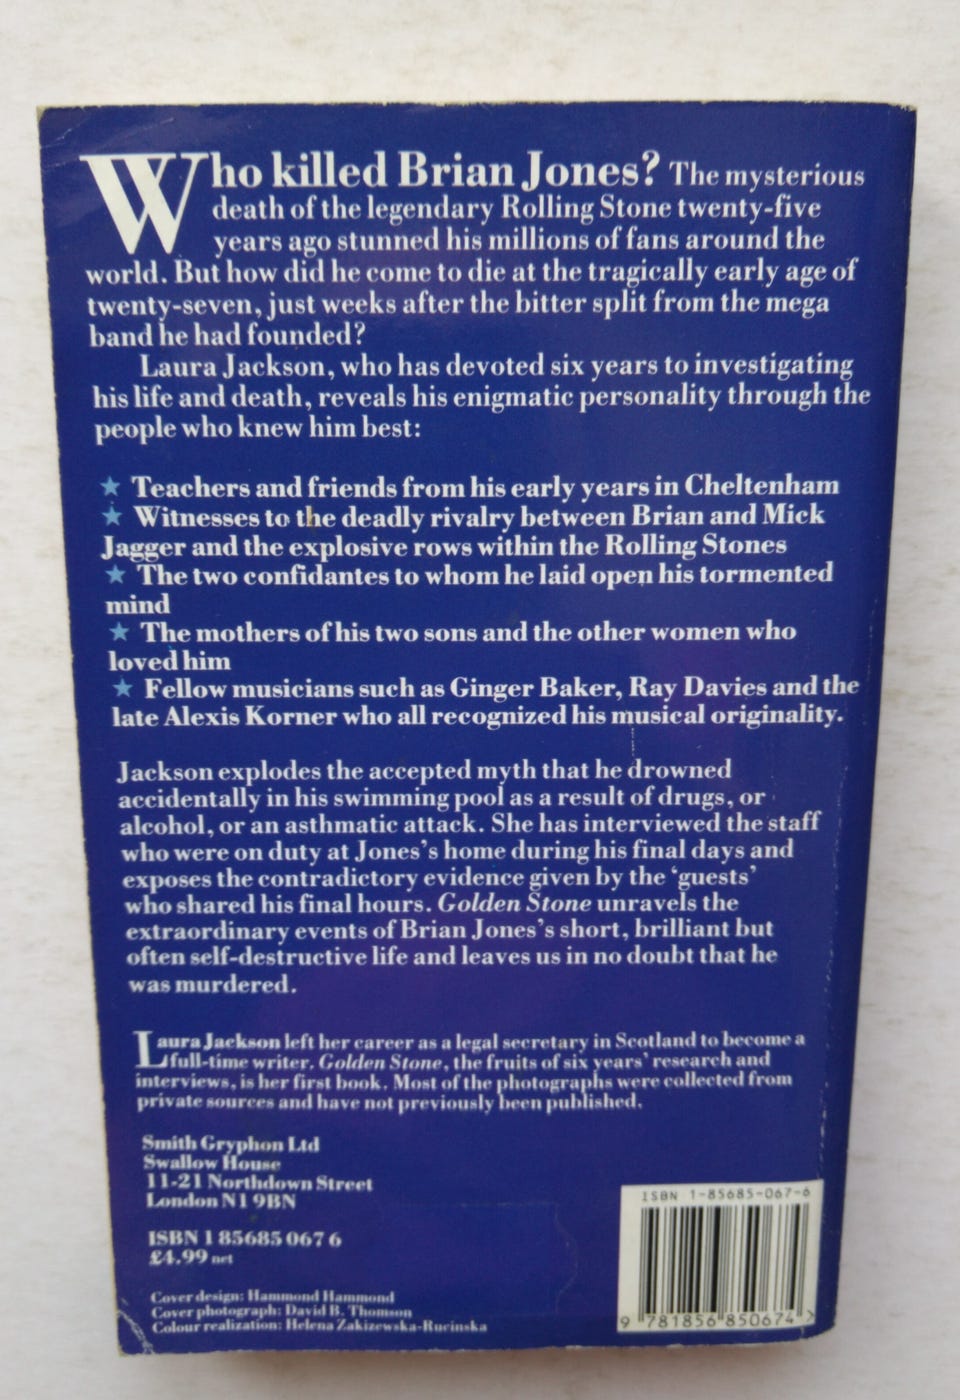 Who killed Brian Jones? The mysterious
death of the legendary Rolling Stone twenty-five
years ago stunned his millions of fans around the
world. But how did he come to die at the tragically early age of
twenty-seven, just weeks after the bitter split from the mega
band he had founded?
Laura Jackson, who has devoted six years to investigating
his life and death, reveals his enigmatic personality through the
people who knew him best:
★ Teachers and friends from his early years in Cheltenham
★ Witnesses to the deadly rivalry between Brian and Mick
Jagger and the explosive rows within the Rolling Stones
★ The two confidantes to whom he laid open his tormented
mind
★ The mothers of his two sons and the other women who
loved him
★ Fellow musicians such as Ginger Baker, Ray Davies and the
late Alexis Korner who all recognized his musical originality.
Jackson explodes the accepted myth that he drowned
accidentally in his swimming pool as a result of drugs, or
alcohol, or an asthmatic attack. She has interviewed the staff
who were on duty at Jones's home during his final days and
exposes the contradictory evidence given by the 'guests'
who shared his final hours. Golden Stone unravels the
extraordinary events of Brian Jones's short, brilliant but
often self-destructive life and leaves us in no doubt that he
was murdered.
Laura Jackson left her career as a legal secretary in Scotland to become a
full-time writer. Golden Stone, the fruits of six years' research and
interviews, is her first book. Most of the photographs were collected from
private sources and have not previously been published.
Smith Gryphon Ltd
Swallow House
11-21 Northdown Street
London N1 9BN
ISBN 1 85685 067 6
£4.99 net
Cover design: Hammond Hammond
Cover photograph: David B. Thomson
Colour realization: Helena Zakizewska-Rucinska
ISBN 1-85685-067-6
9 781856 850674 >